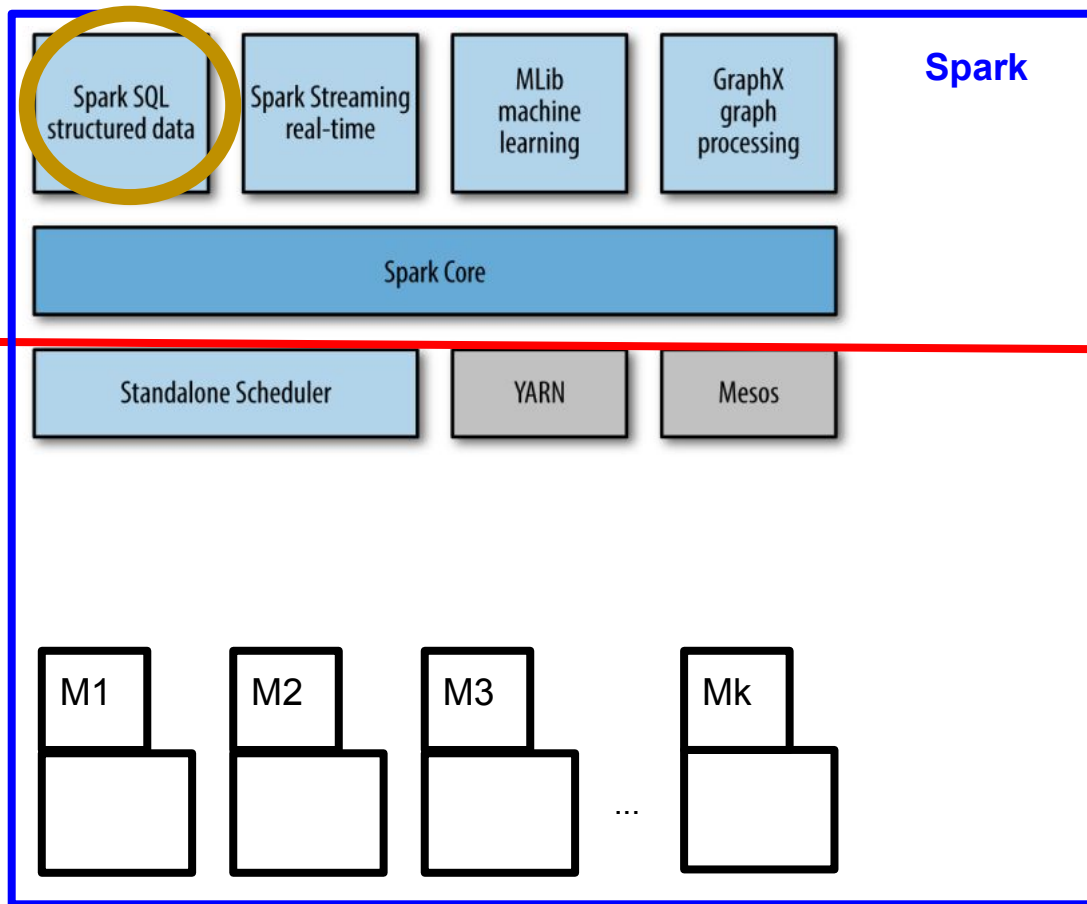 Spark SQL
structured data
Spark Streaming
real-time
MLib
machine
learning
GraphX
graph
processing
Spark
Spark Core
Standalone Scheduler
YARN
Mesos
M1
M2
M3
...
Mk